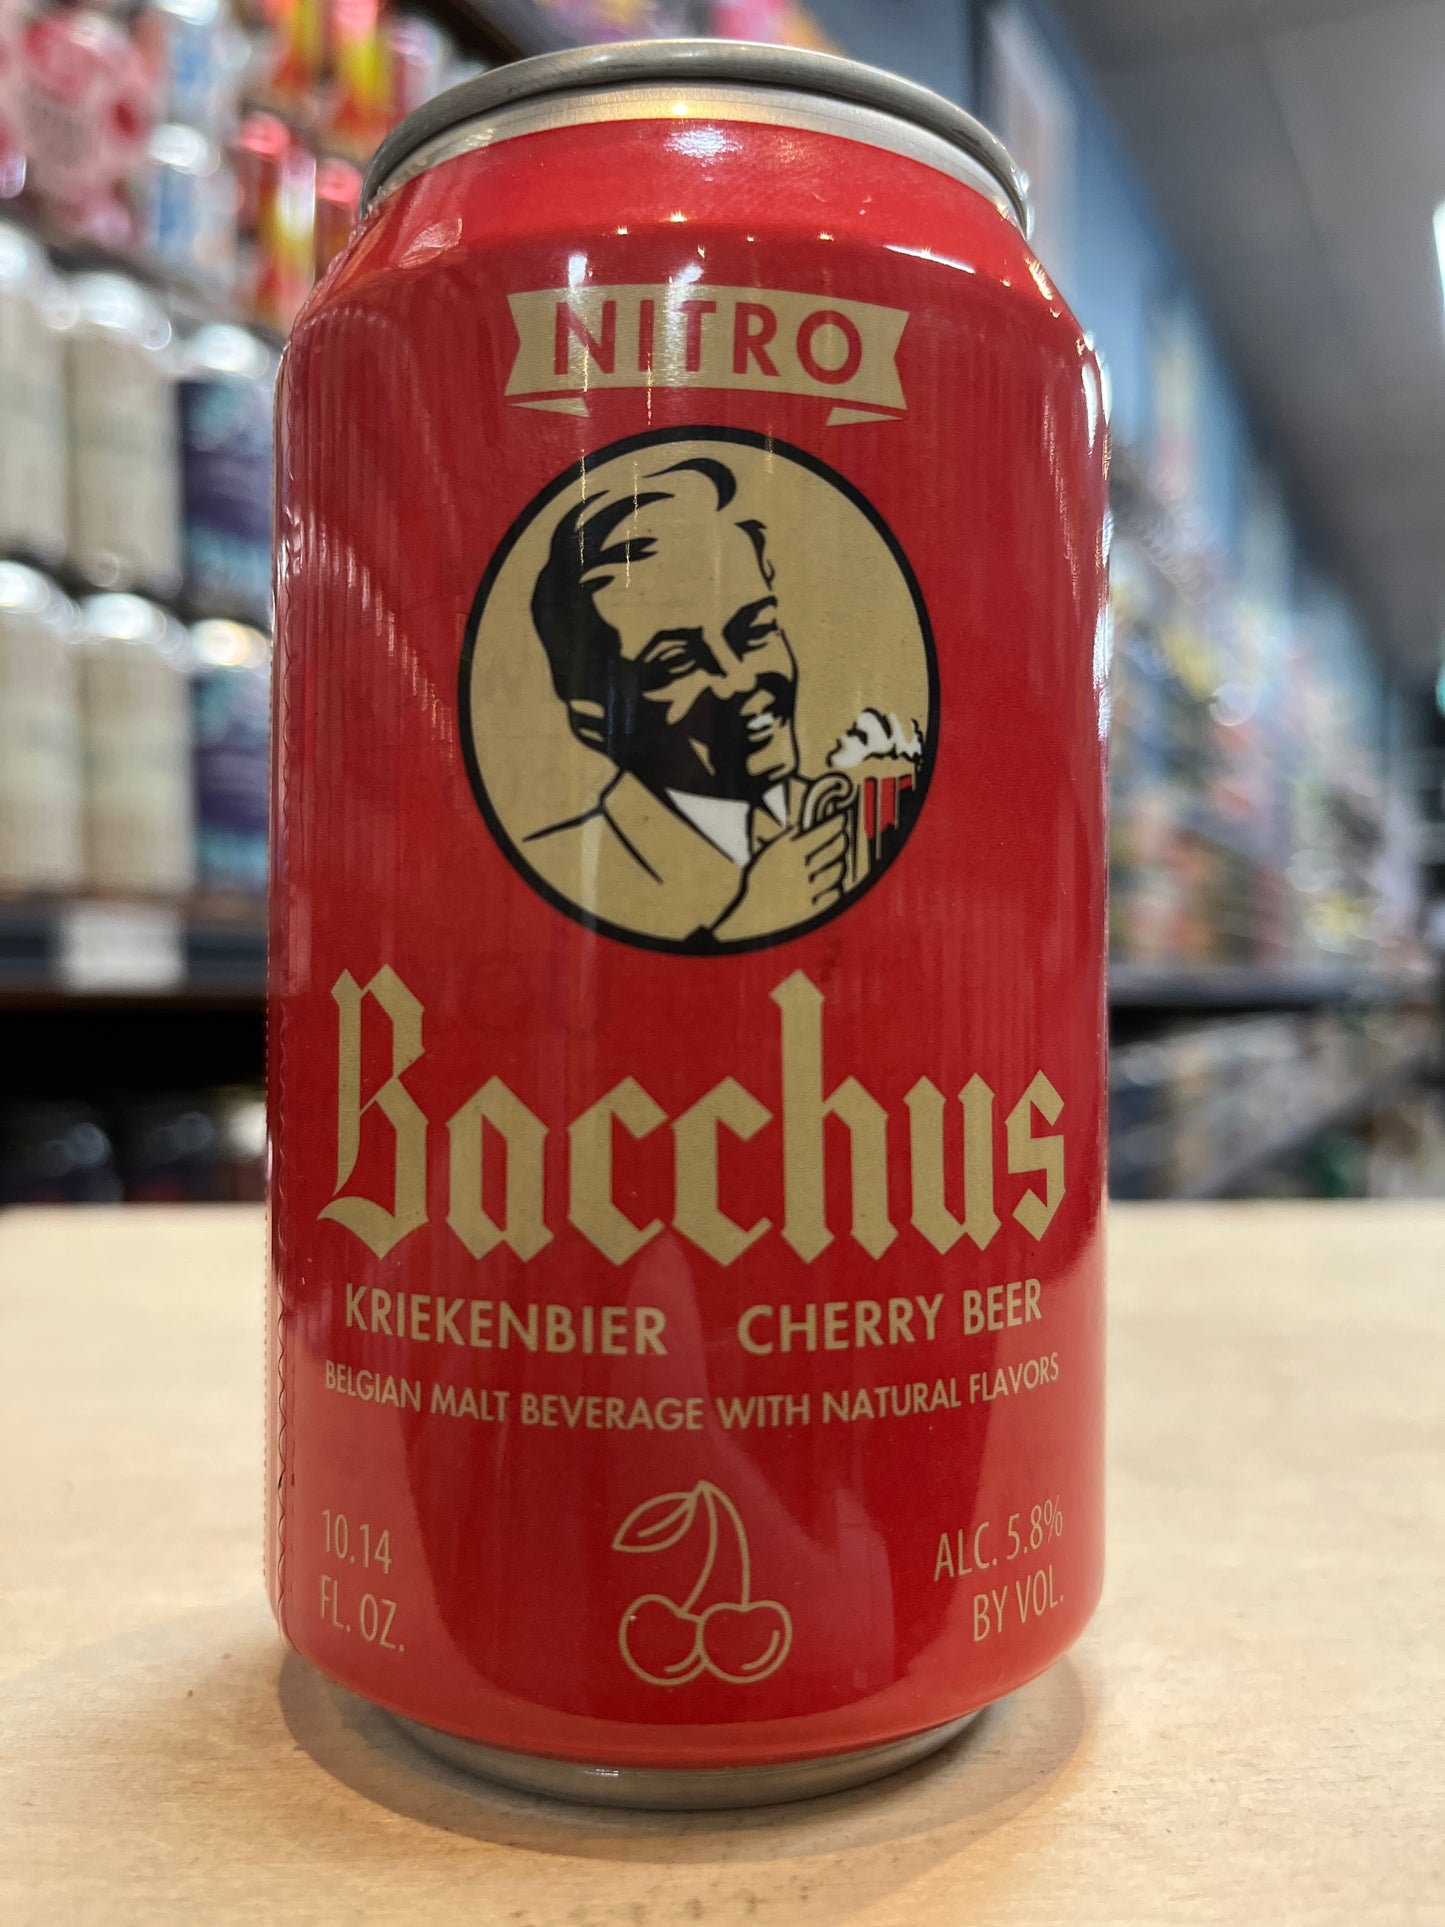 NITRO
Bacchus
KRIEKENBIER CHERRY BEER
BELGIAN MALT BEVERAGE WITH NATURAL FLAVORS
10.14
FL. OZ.
ALC. 5.8%
BY VOL.